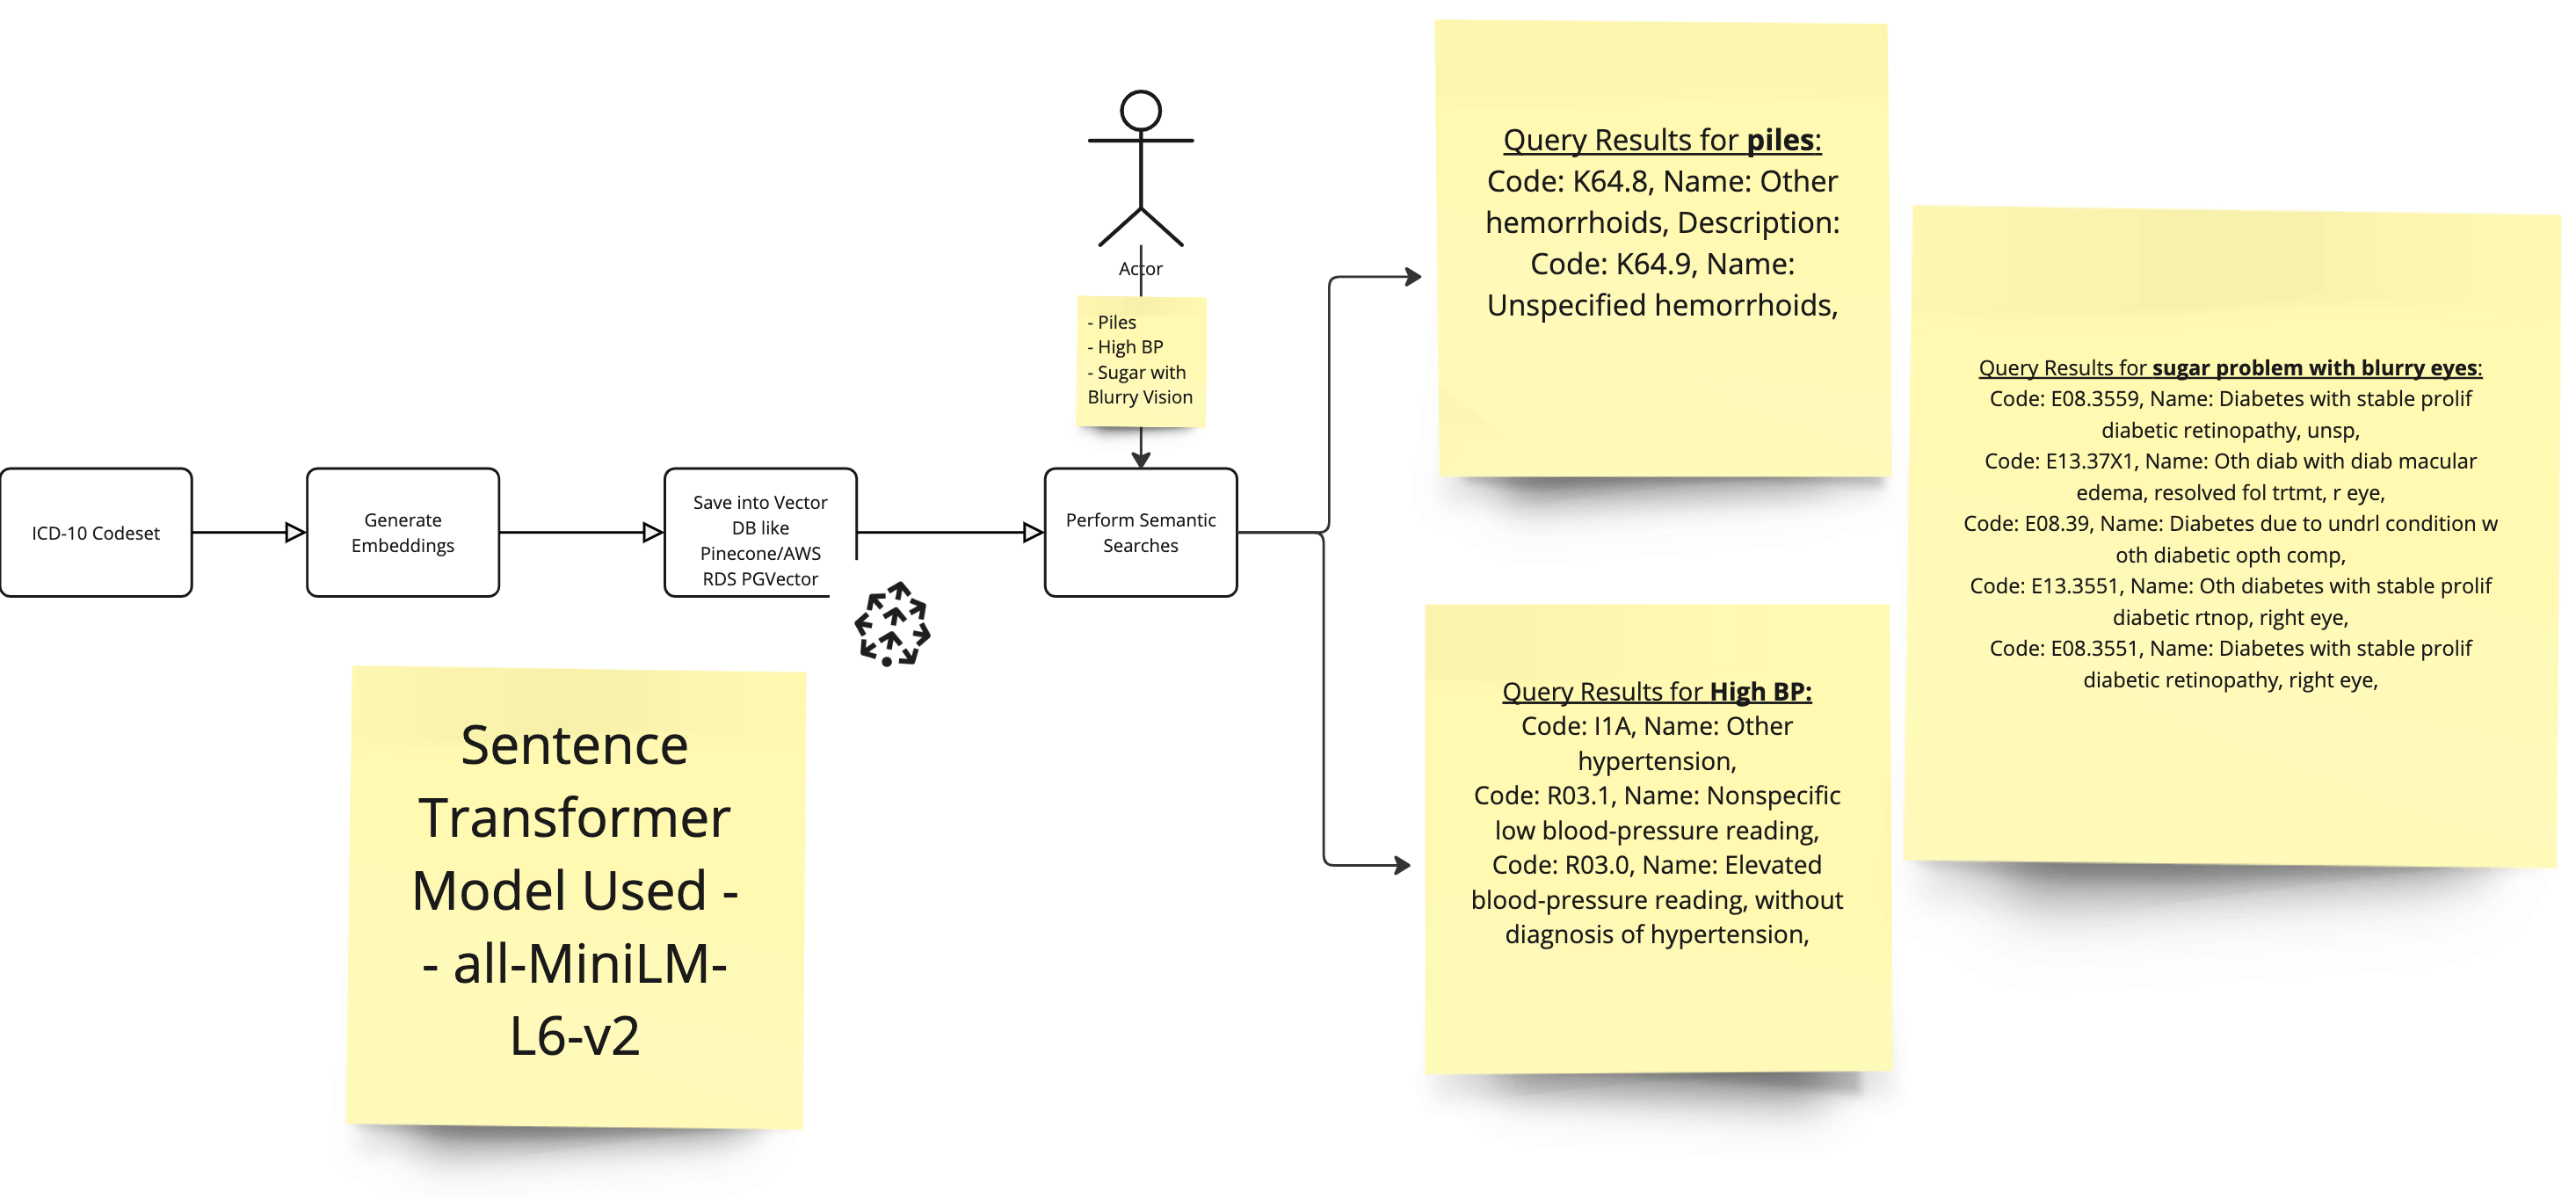 ICD-10 Codeset
Generate
Embeddings
Save into Vector
DB like
Pinecone/AWS
RDS PGVector
Sentence
Transformer
Model Used -
- all-MiniLM-
L6-v2
Actor
- Piles
- High BP
- Sugar with
Blurry Vision
Perform Semantic
Searches
Query Results for piles:
Code: K64.8, Name: Other
hemorrhoids, Description:
Code: K64.9, Name:
Unspecified hemorrhoids,
Query Results for High BP:
Code: I1A, Name: Other
hypertension,
Code: R03.1, Name: Nonspecific
low blood-pressure reading,
Code: R03.0, Name: Elevated
blood-pressure reading, without
diagnosis of hypertension,
Query Results for sugar problem with blurry eyes:
Code: E08.3559, Name: Diabetes with stable prolif
diabetic retinopathy, unsp,
Code: E13.37X1, Name: Oth diab with diab macular
edema, resolved fol trtmt, r eye,
Code: E08.39, Name: Diabetes due to undrl condition w
oth diabetic opth comp,
Code: E13.3551, Name: Oth diabetes with stable prolif
diabetic rtnop, right eye,
Code: E08.3551, Name: Diabetes with stable prolif
diabetic retinopathy, right eye,